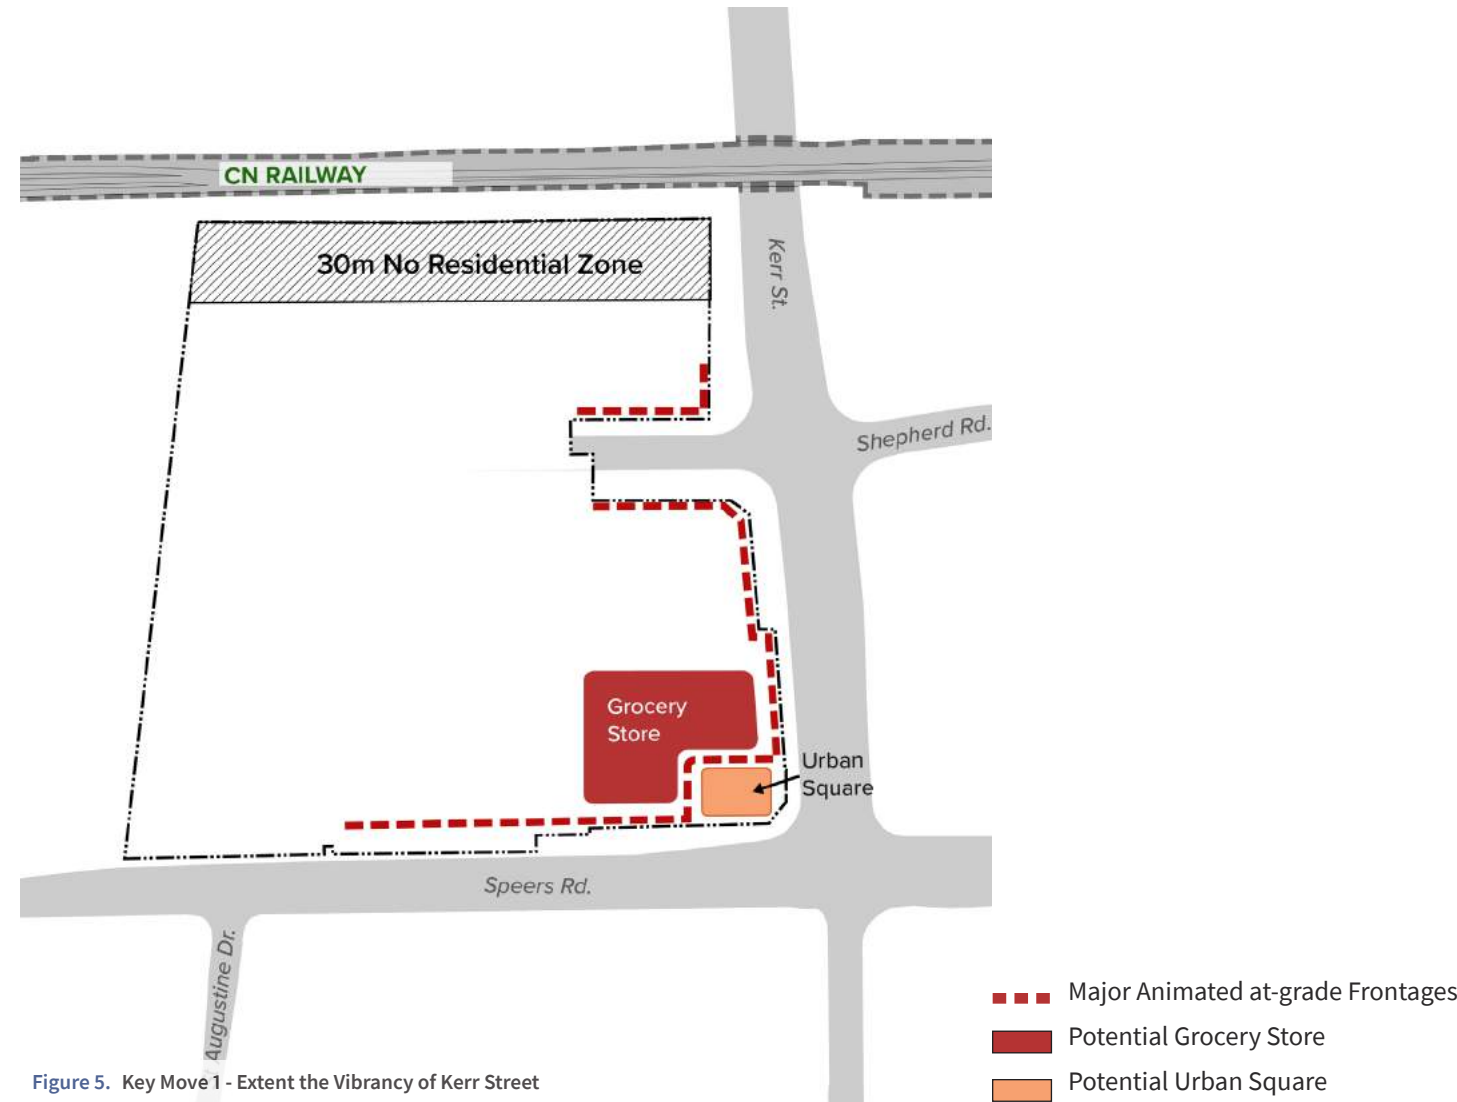 CN RAILWAY
30m No Residential Zone
Kerr St.
Shepherd Rd.
Grocery
Store
Urban
Square
Speers Rd.
Augustine Dr.
Major Animated at-grade Frontages
Potential Grocery Store
Potential Urban Square
Figure 5. Key Move 1 - Extent the Vibrancy of Kerr Street